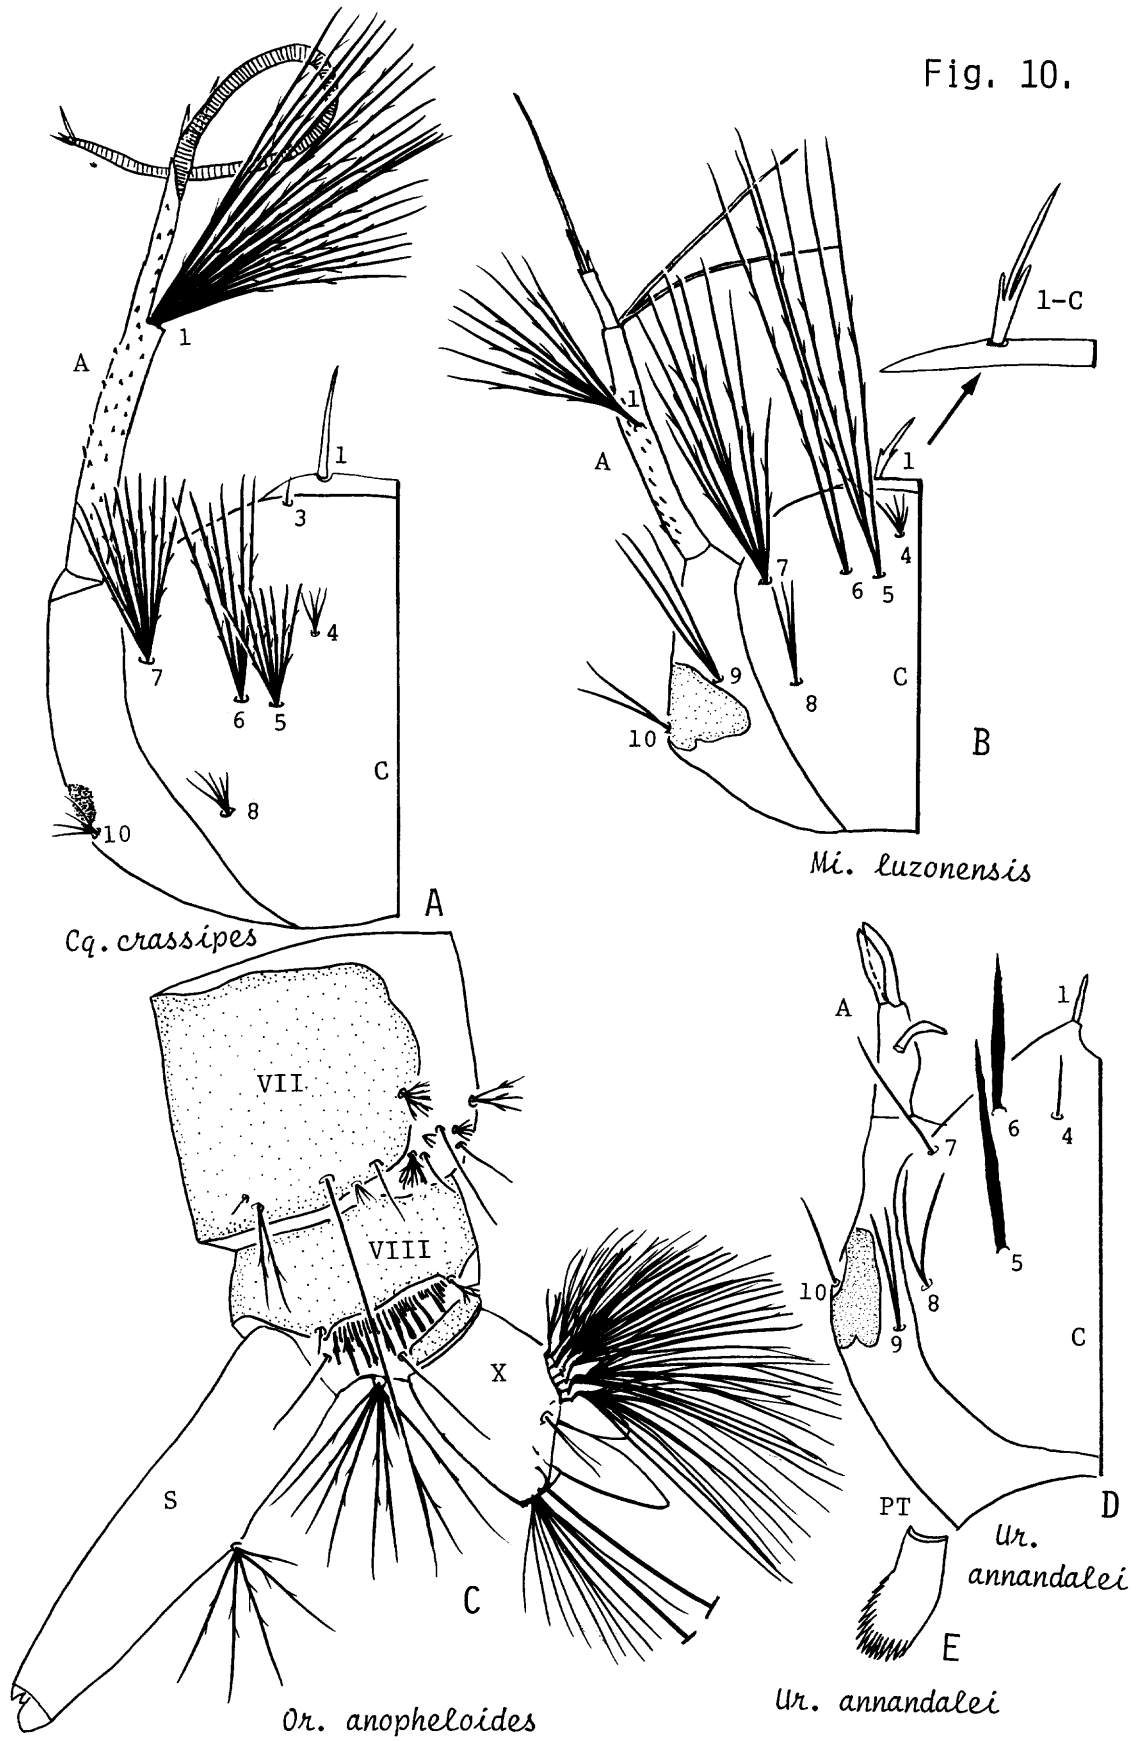 Fig. 10.
A
1
1
3
4
7
6
5
C
8
10
A
Cq. crassipes
1-C
1
1
A
4
7
6
5
9
8
C
10
B
Mi. luzonensis
VII
VIII
X
S
C
Or. anopheloides
A
1
6
4
7
5
10
8
9
C
D
Ur.
annandalei
PT
E
Ur. annandalei